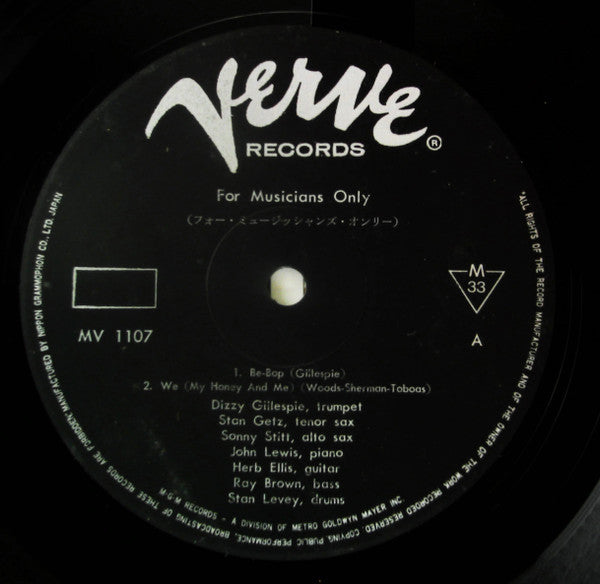 Verve
RECORDS ®
For Musicians Only
(フォー・ミュージッシャンズ・オンリー)
MV 1107
M
33
A
1. Be-Bop (Gillespie)
2. We (My Honey And Me) (Woods-Sherman-Toboas)
Dizzy Gillespie, trumpet
Stan Getz, tenor sax
Sonny Stitt, alto sax
John Lewis, piano
Herb Ellis, guitar
Ray Brown, bass
Stan Levey, drums
M-G-M RECORDS - A DIVISION OF METRO GOLDWYN MAYER INC.
"ALL RIGHTS OF THE RECORD MANUFACTURER AND OF THE OWNER OF THE WORK RECORDED RESERVED. COPYING, PUBLIC PERFORMANCE, BROADCASTING OF THESE RECORDS ARE FORBIDDEN. MANUFACTURED BY NIPPON GRAMMOPHON CO., LTD. JAPAN